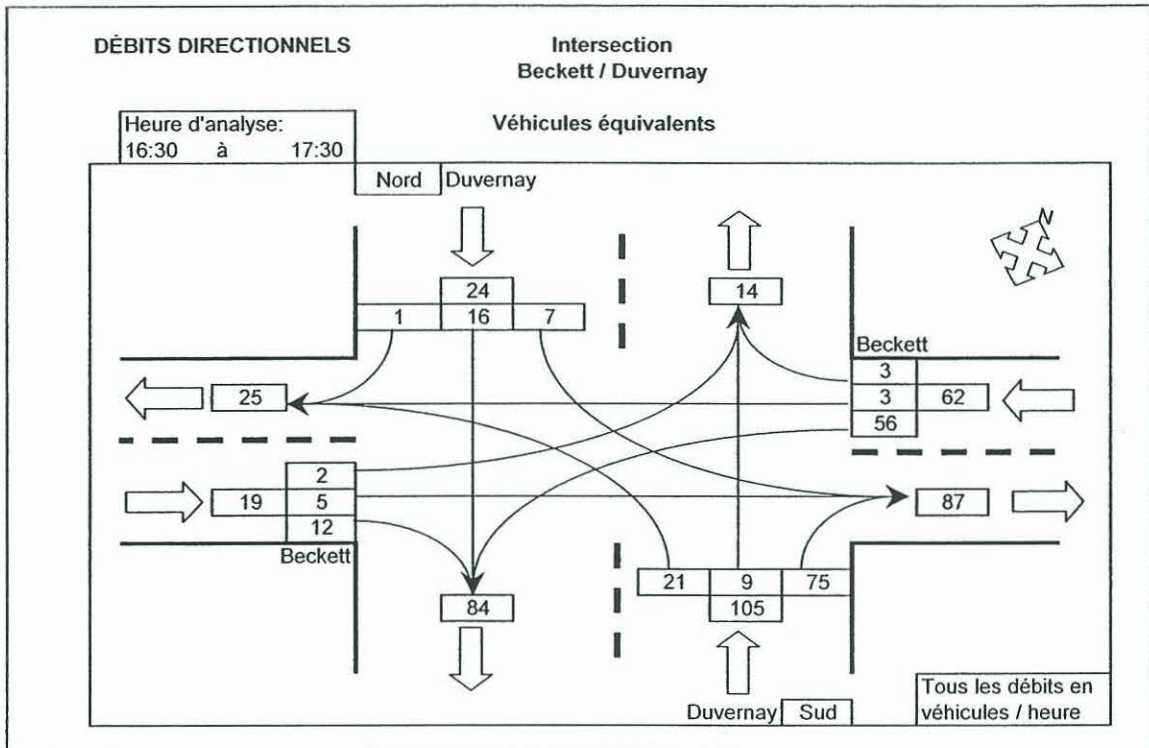 DÉBITS DIRECTIONNELS
Intersection
Beckett / Duvernay
Véhicules équivalents
Heure d'analyse:
16:30 à 17:30
Nord Duvernay
N
24
1 16 7
14
Beckett
3
3 62
56
25
2
19 5
12
Beckett
87
84
21 9 75
105
Duvernay Sud
Tous les débits en
véhicules / heure